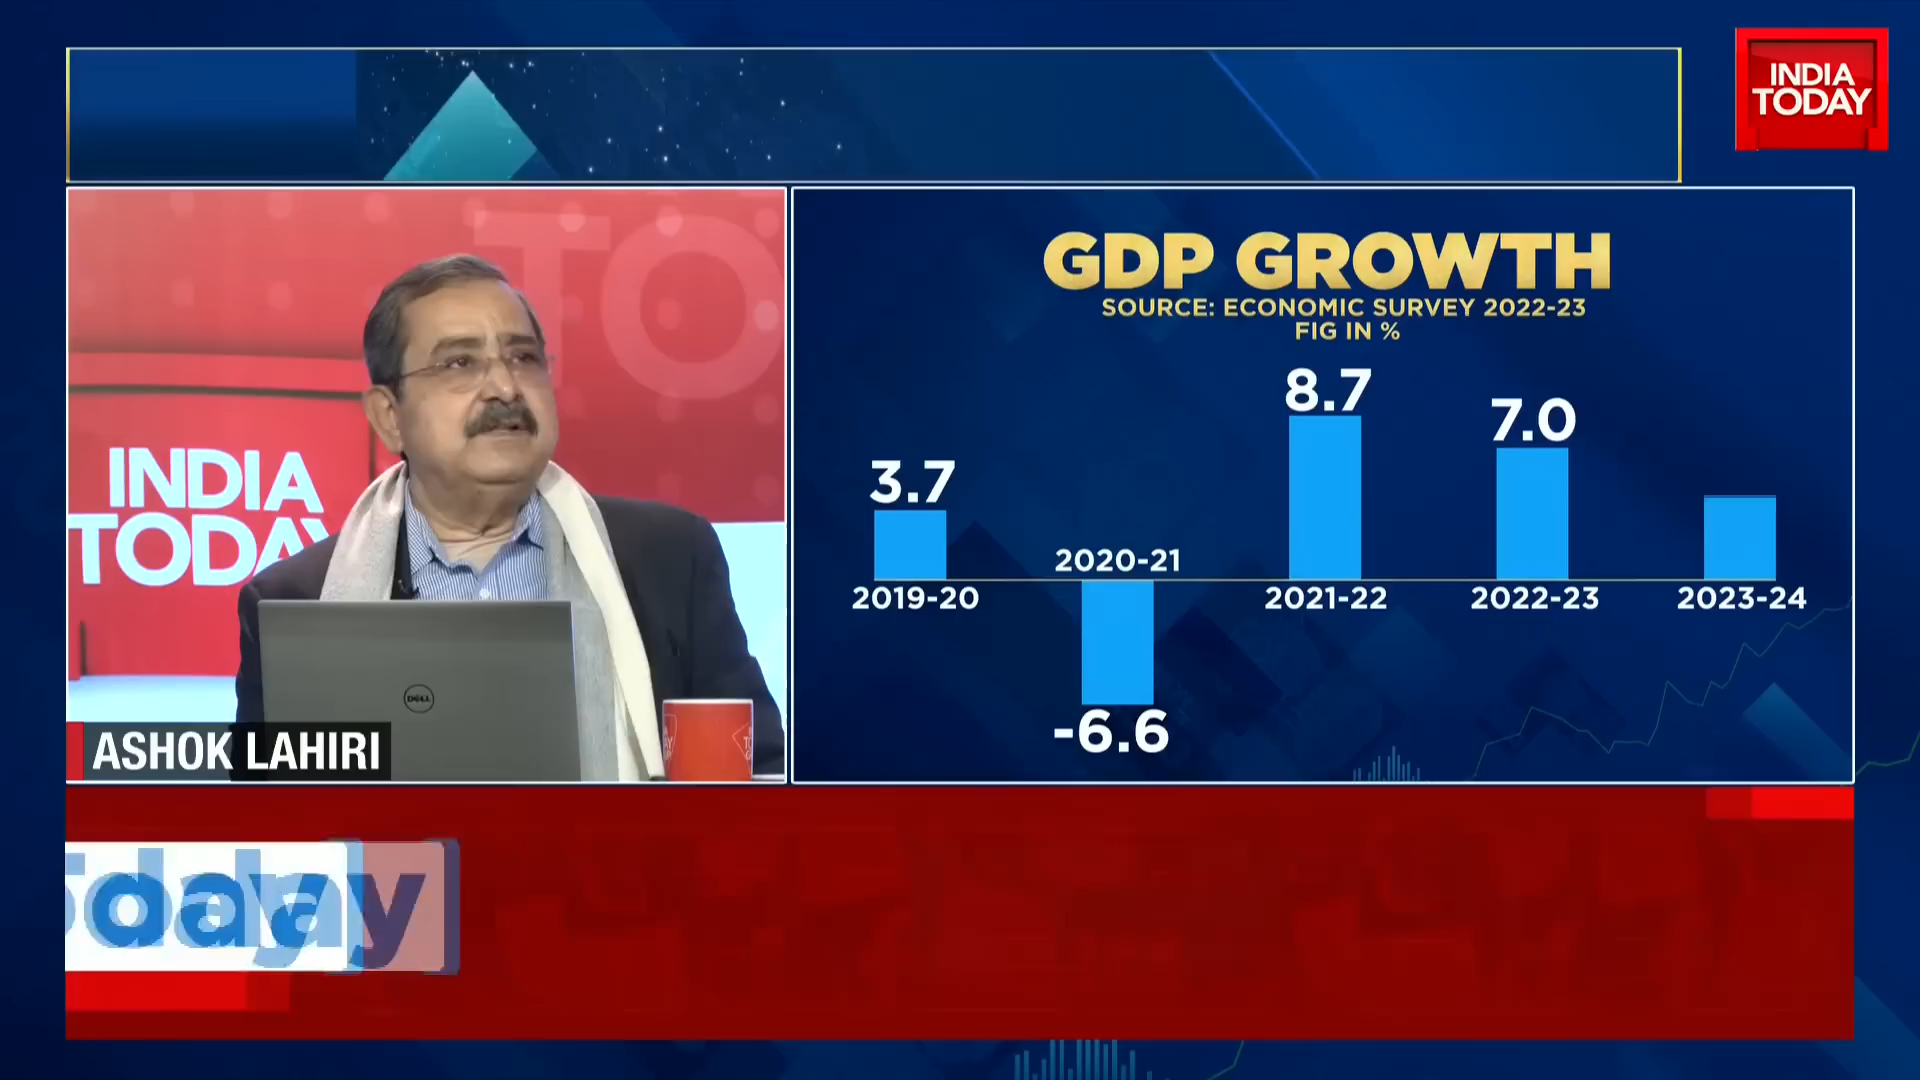 INDIA
TODAY
GDP GROWTH
SOURCE: ECONOMIC SURVEY 2022-23
FIG IN %
3.7
8.7
7.0
2020-21
2019-20
2021-22
2022-23
2023-24
-6.6
INDIA
TODAY
DELL
ASHOK LAHIRI